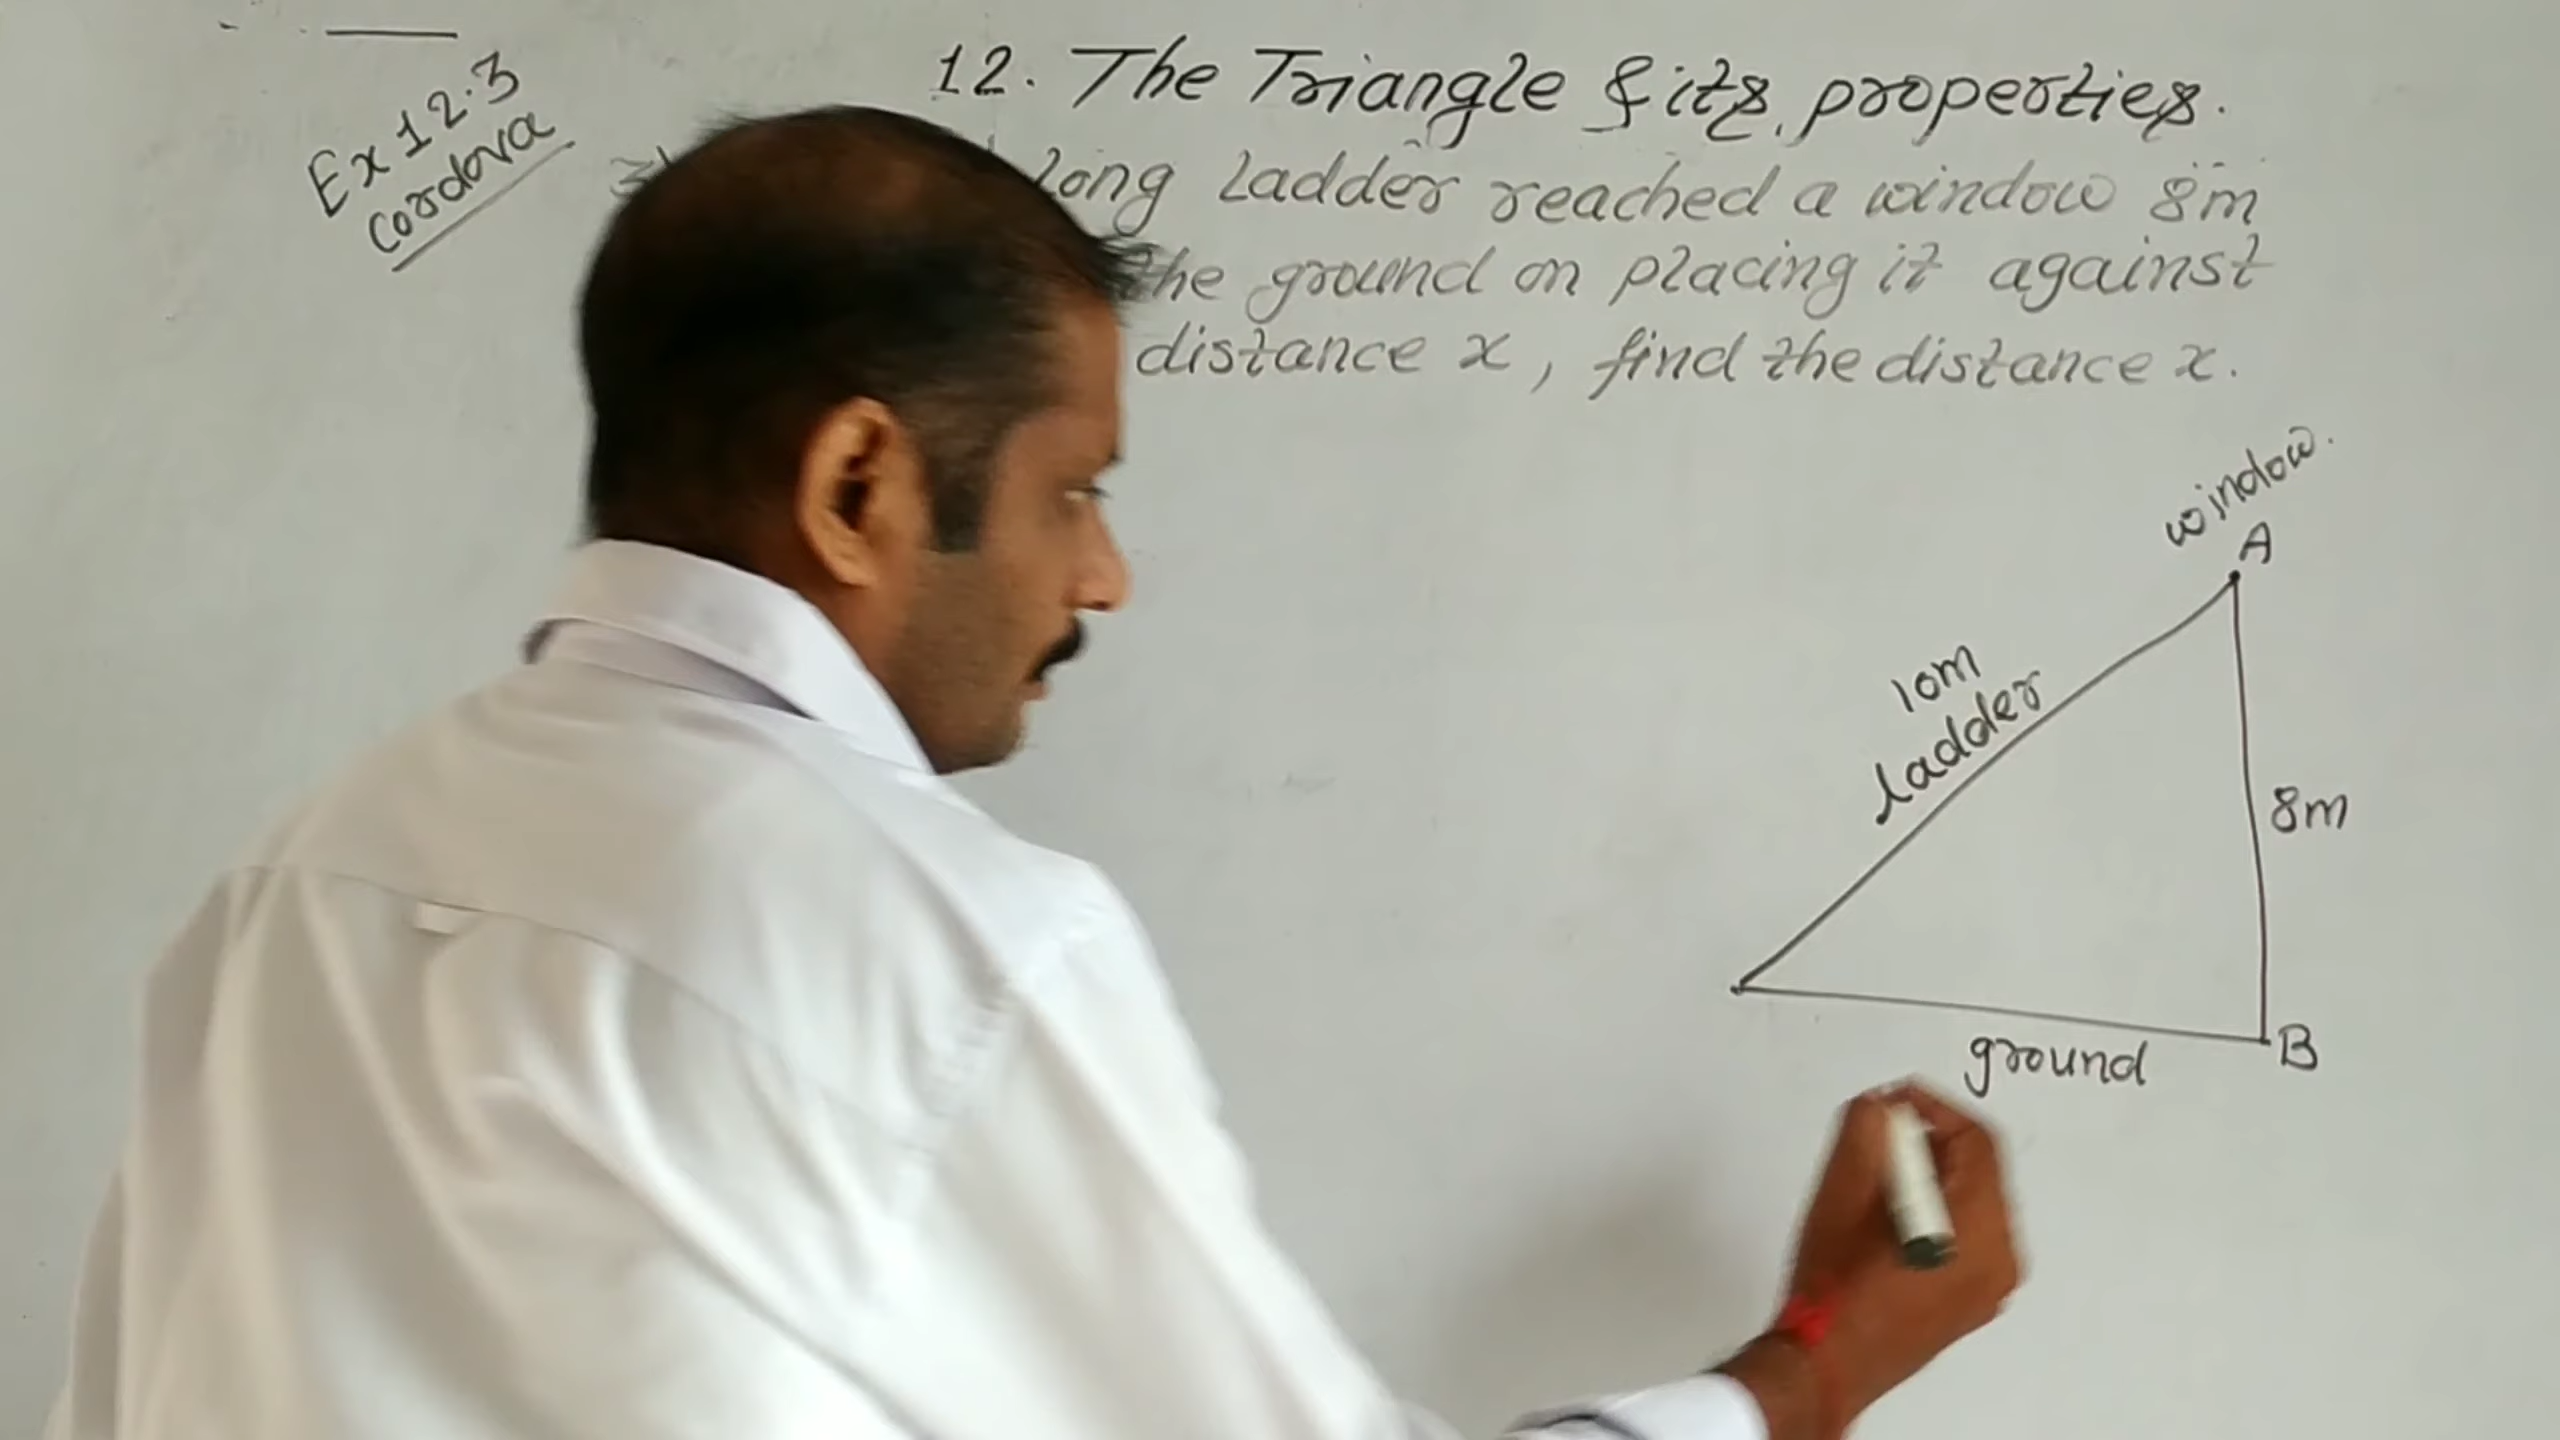 Ex 12.3
Cordova
12. The Triangle & its properties.
long ladder reached a window 8m
the ground on placing it against
distance x, find the distance x.
window.
A
10m
ladder
8m
B
ground